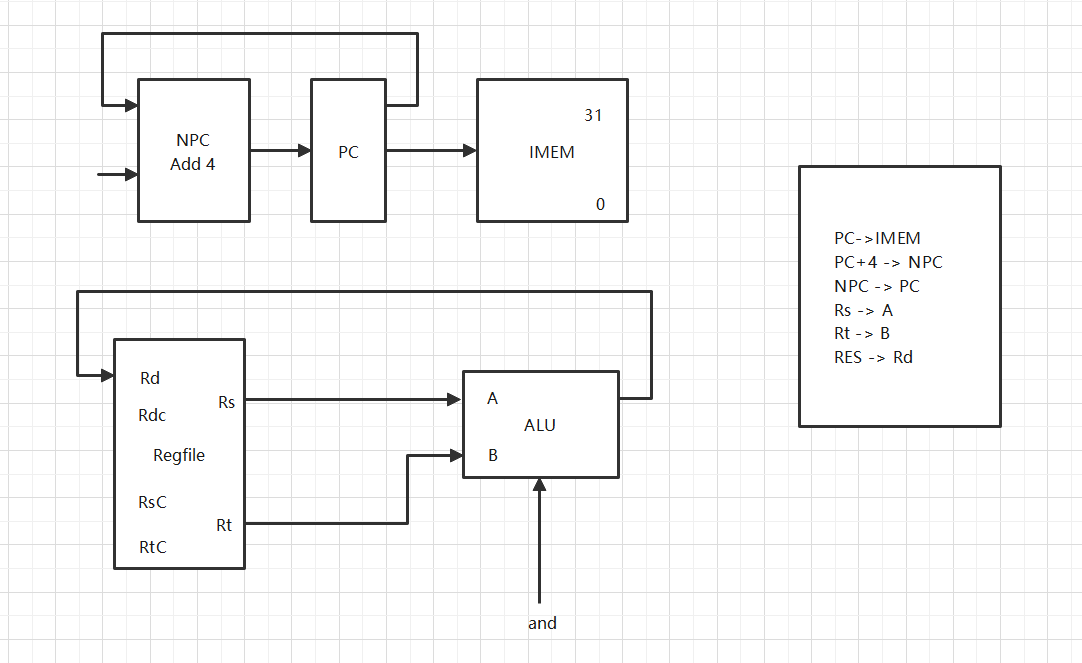 NPC
Add 4
PC
31
IMEM
0
PC->IMEM
PC+4 -> NPC
NPC -> PC
Rs -> A
Rt -> B
RES -> Rd
Rd
Rdc
Rs
Regfile
RsC
Rt
RtC
A
ALU
B
and